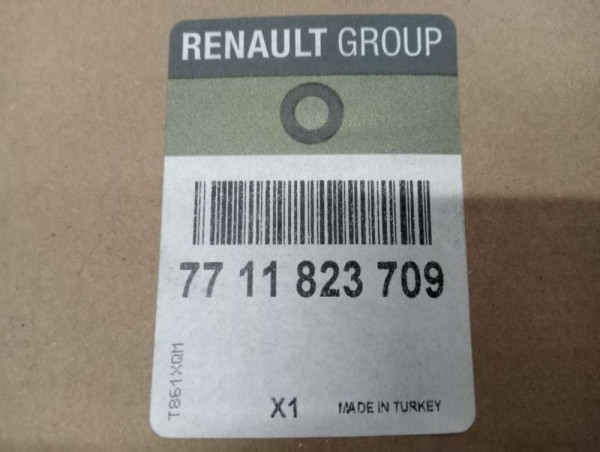 RENAULT GROUP
77 11 823 709
T861XQM
X1 MADE IN TURKEY